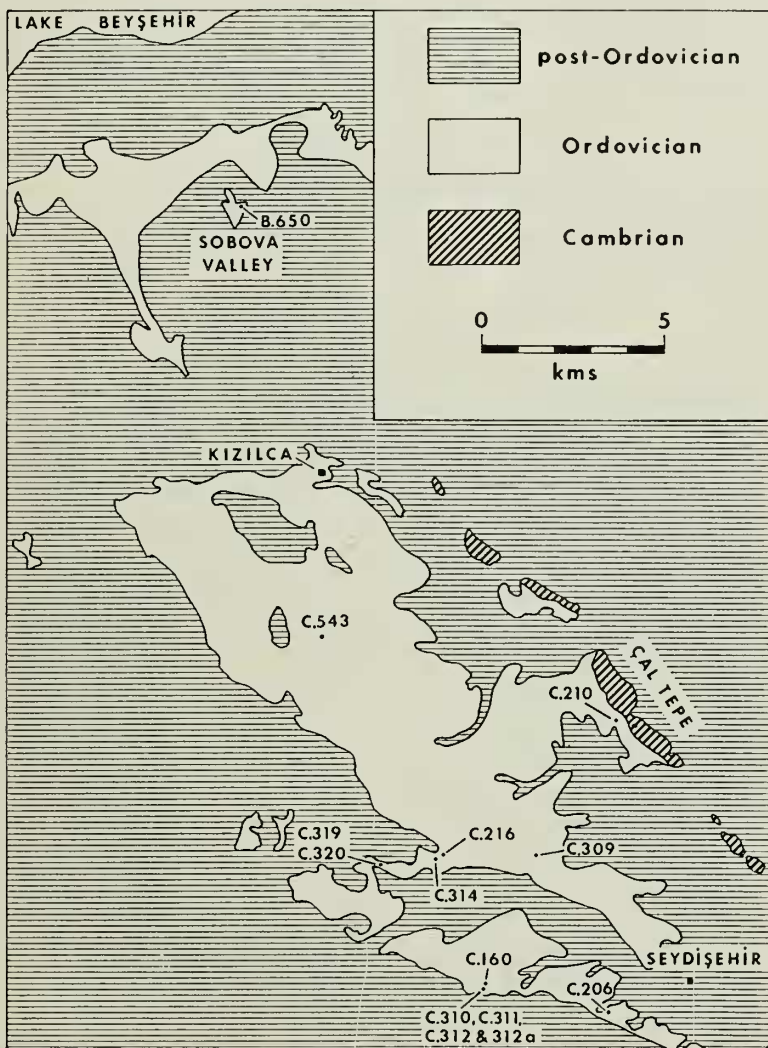 LAKE BEYŞEHİR
post-Ordovician
Ordovician
Cambrian
0 5
kms
B.650
SOBOVA
VALLEY
KIZILCA
C.543
ÇAL TEPE
C.210
C.319
C.320
C.216
C.309
C.314
SEYDİŞEHİR
C.160
C.206
C.310, C.311,
C.312 & 312a